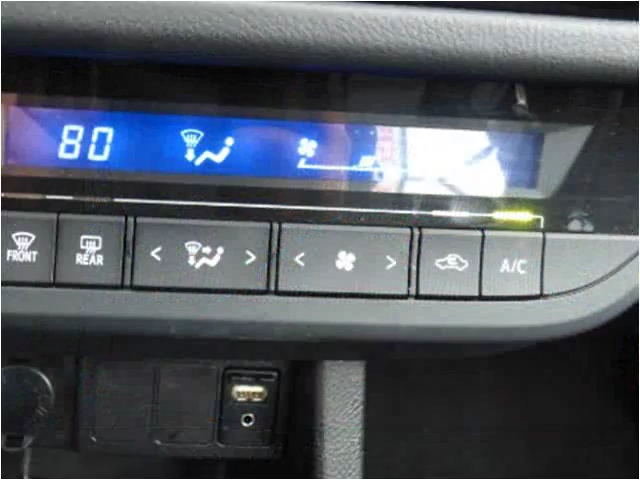 80
FRONT
REAR
< >
< >
A/C